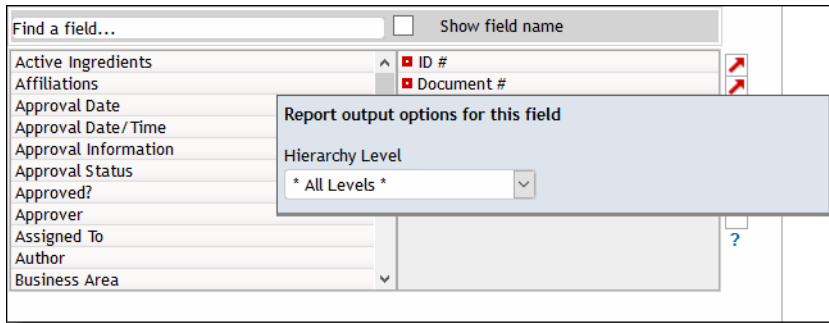 Find a field...
Show field name
Active Ingredients
Affiliations
Approval Date
Approval Date/Time
Approval Information
Approval Status
Approved?
Approver
Assigned To
Author
Business Area
ID #
Document #
Report output options for this field
Hierarchy Level
* All Levels *
?